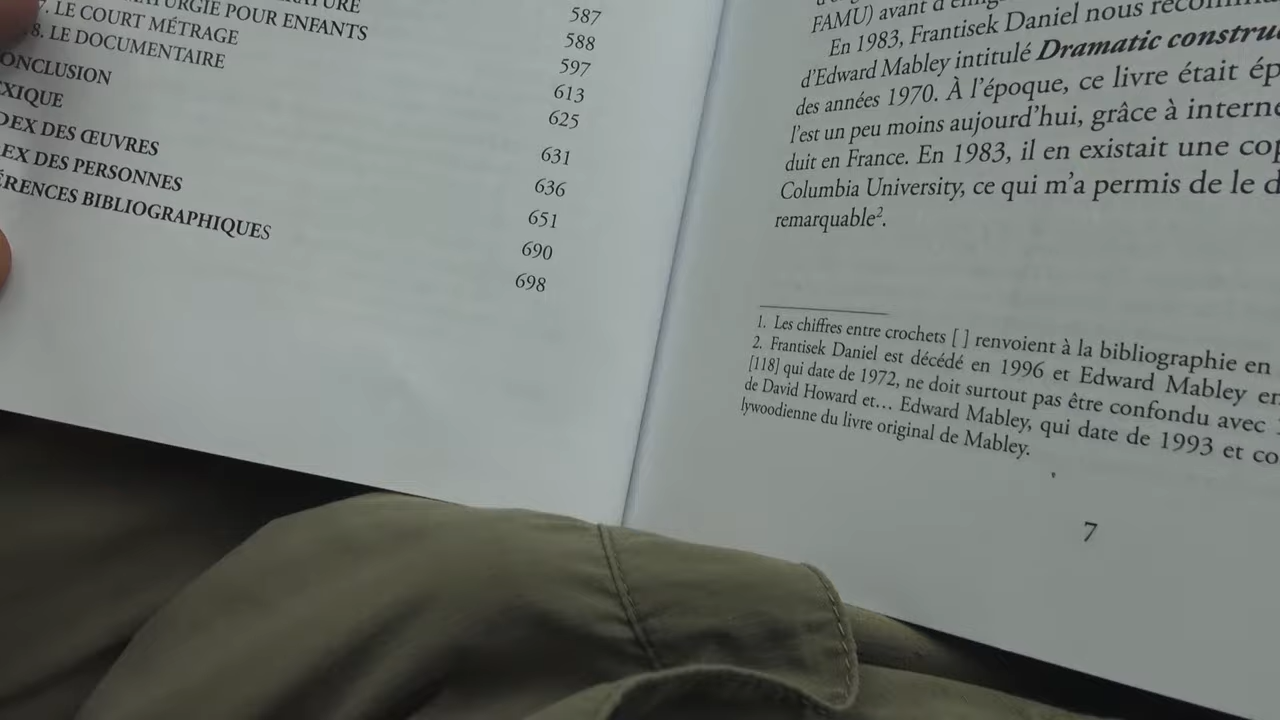 POUR ENFANTS
7. LE COURT MÉTRAGE
8. LE DOCUMENTAIRE
587
588
597
613
625
631
636
651
690
698
ONCLUSION
XIQUE
DEX DES ŒUVRES
EX DES PERSONNES
ÉRENCES BIBLIOGRAPHIQUES
FAMU) avant
En 1983, Frantisek Daniel nous
d'Edward Mabley intitulé Dramatic constru
des années 1970. À l'époque, ce livre était ép
l'est un peu moins aujourd'hui, grâce à intern
duit en France. En 1983, il en existait une cop
Columbia University, ce qui m'a permis de le d
remarquable².
1. Les chiffres entre crochets [ ] renvoient à la bibliographie en
2. Frantisek Daniel est décédé en 1996 et Edward Mabley en
[118] qui date de 1972, ne doit surtout pas être confondu avec
de David Howard et… Edward Mabley, qui date de 1993 et co
lywoodienne du livre original de Mabley.
7